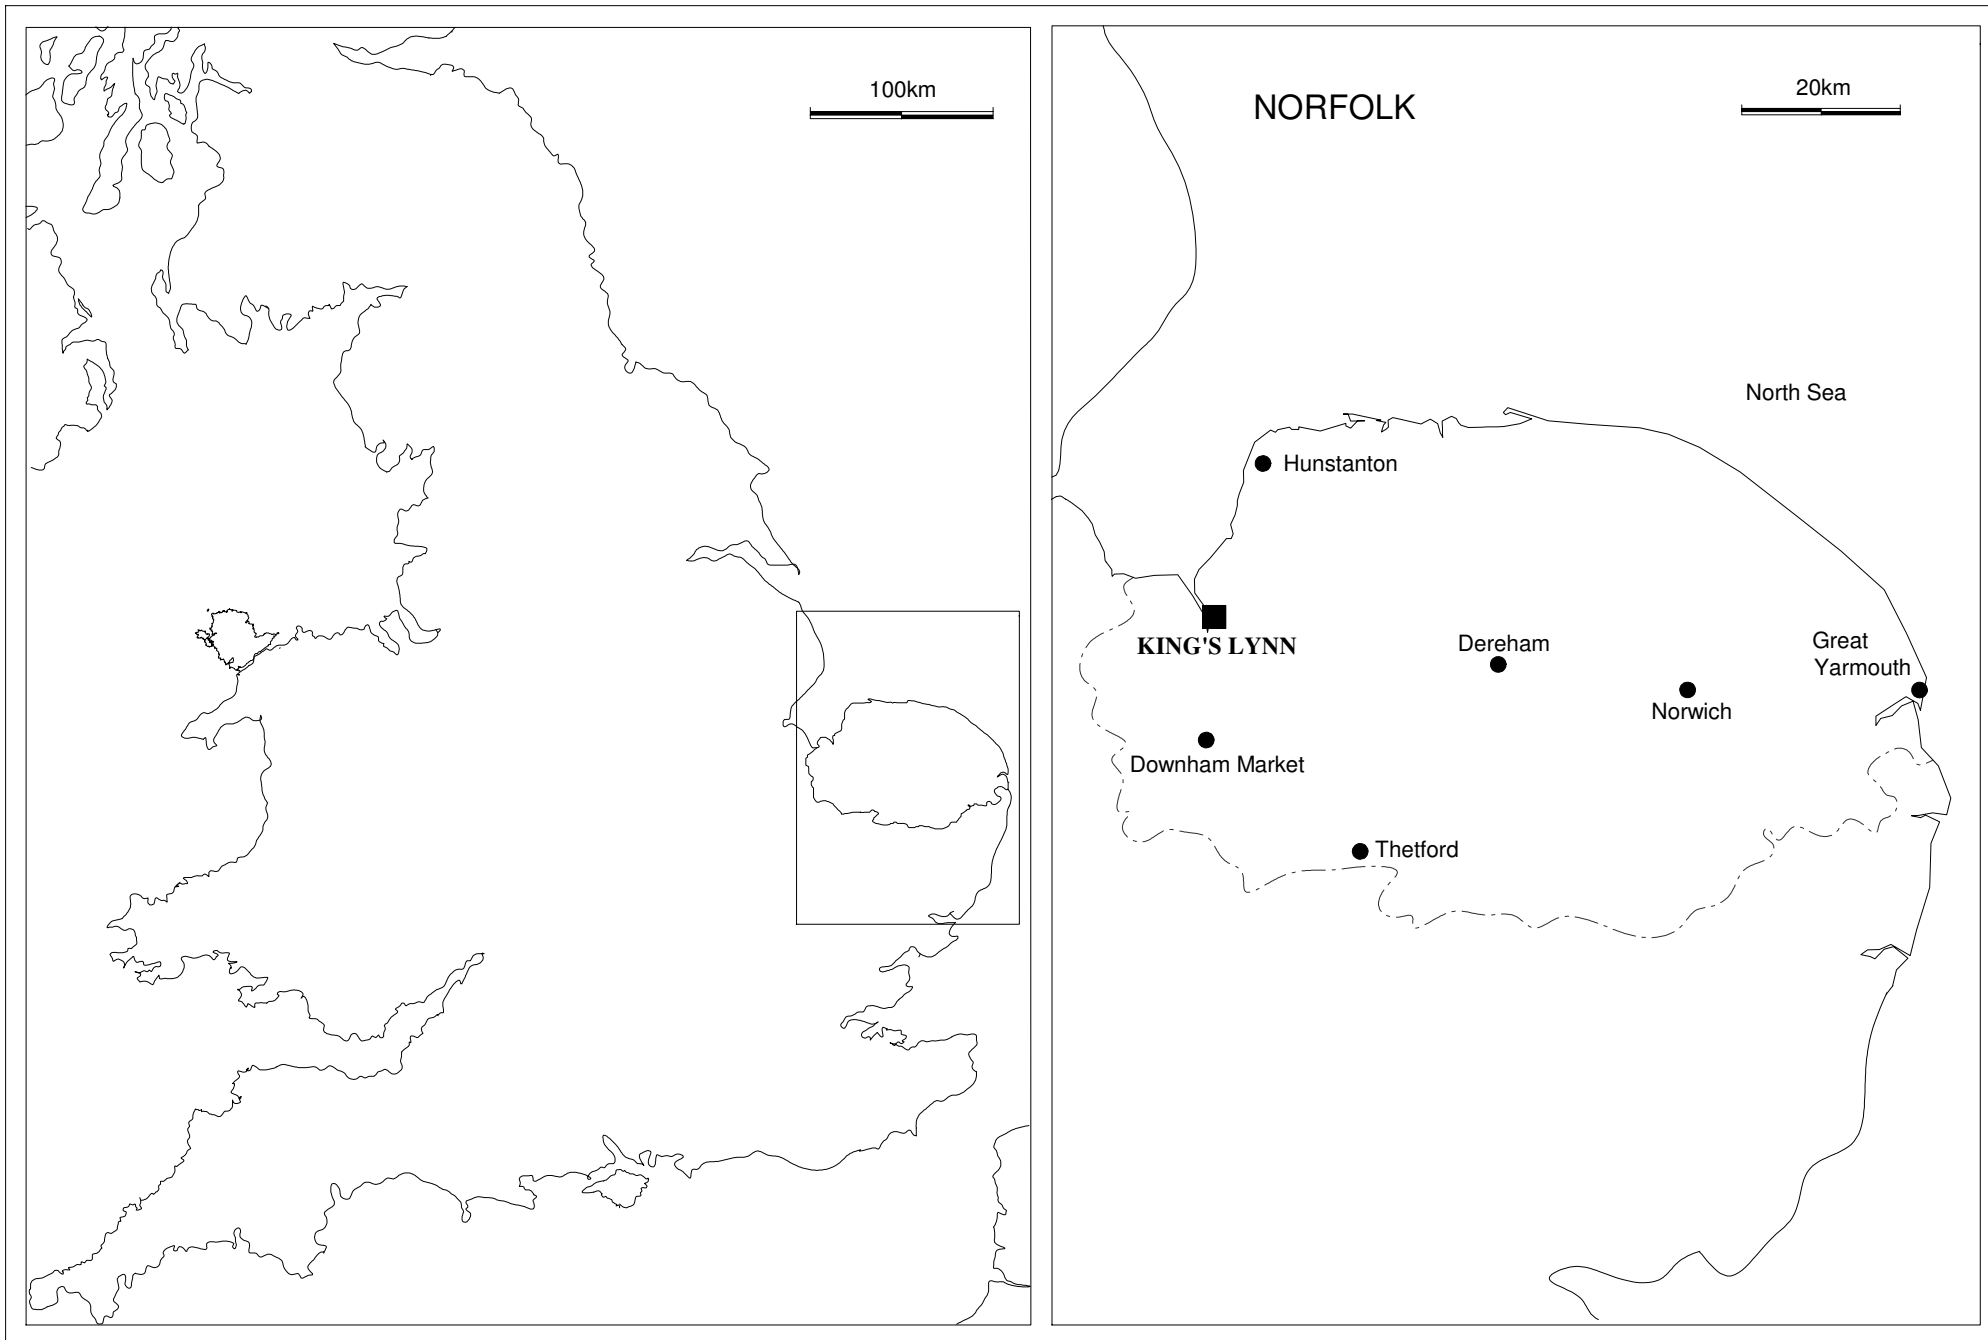 100km
NORFOLK
20km
North Sea
Hunstanton
KING'S LYNN
Dereham
Great
Yarmouth
Norwich
Downham Market
Thetford